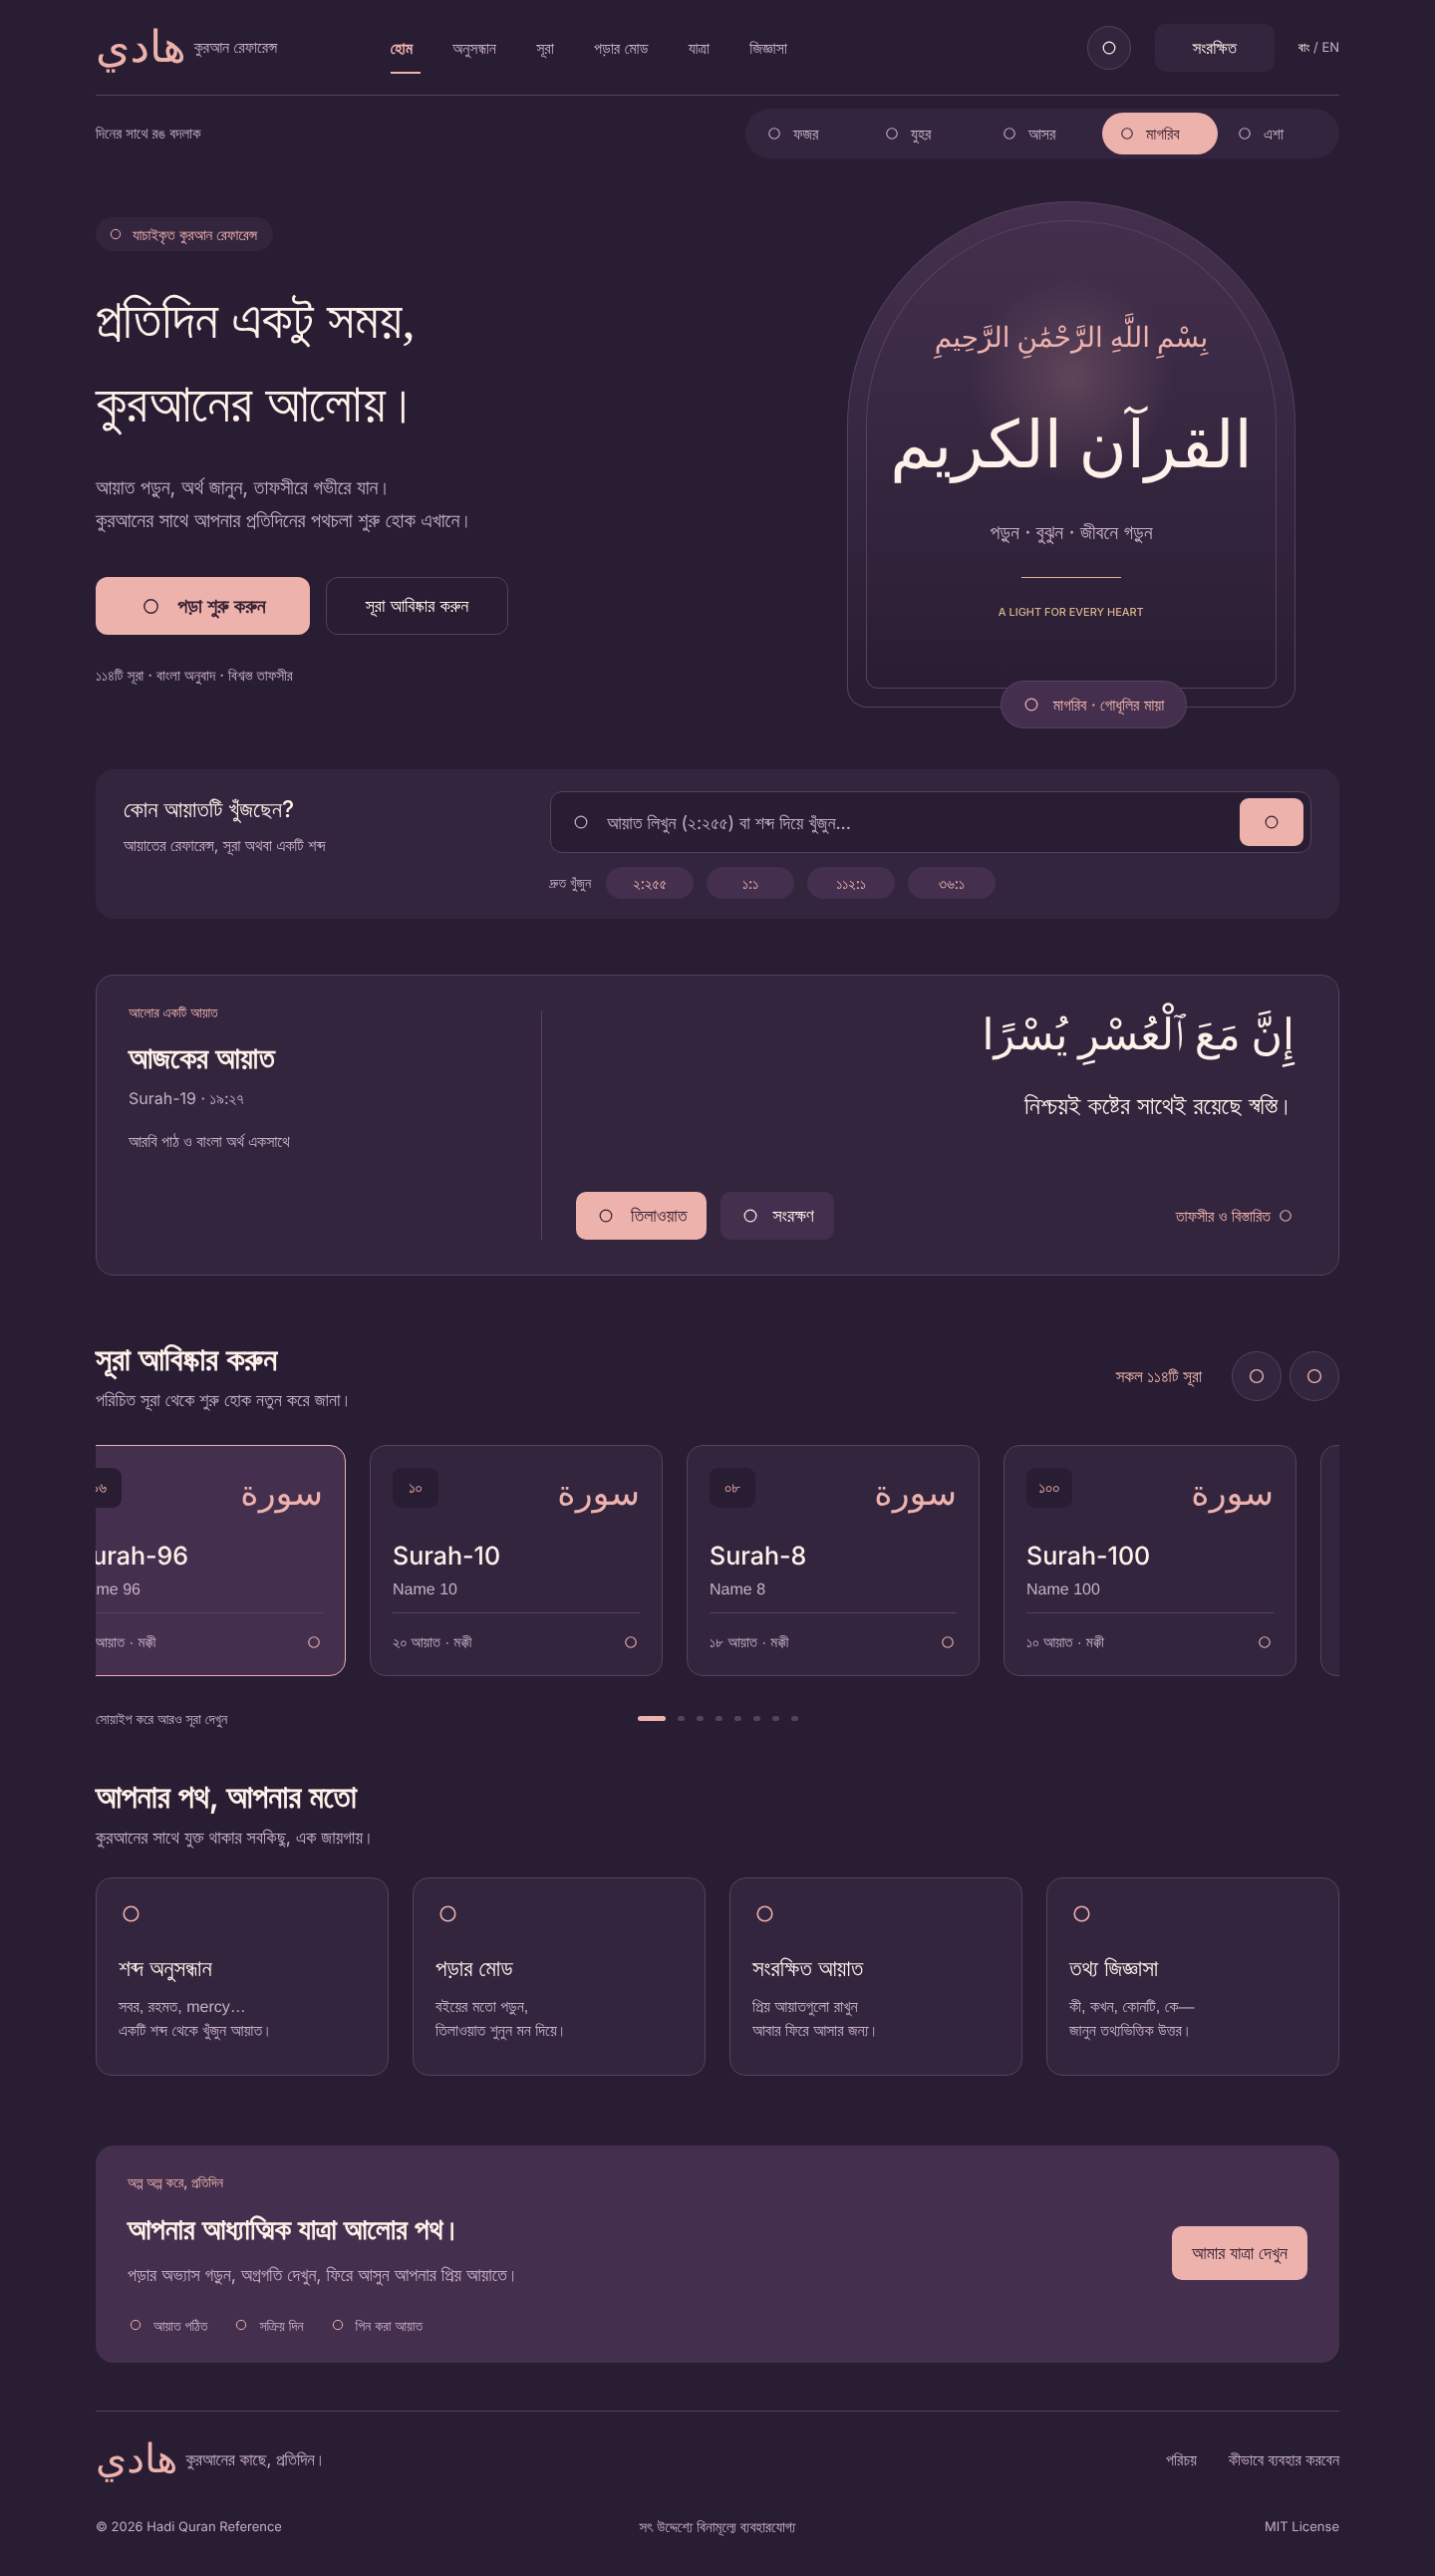 هادي কুরআন রেফারেন্স
হোম অনুসন্ধান সূরা পড়ার মোড যাত্রা জিজ্ঞাসা
সংরক্ষিত
বাং / EN
দিনের সাথে রঙ বদলাক
ফজর যুহর আসর মাগরিব এশা
যাচাইকৃত কুরআন রেফারেন্স
প্রতিদিন একটু সময়,
কুরআনের আলোয়।
আয়াত পড়ুন, অর্থ জানুন, তাফসীরে গভীরে যান।
কুরআনের সাথে আপনার প্রতিদিনের পথচলা শুরু হোক এখানে।
পড়া শুরু করুন সূরা আবিষ্কার করুন
১১৪টি সূরা · বাংলা অনুবাদ · বিশ্বস্ত তাফসীর
بِسْمِ اللَّهِ الرَّحْمَٰنِ الرَّحِيمِ
القرآن الكريم
পড়ুন · বুঝুন · জীবনে গড়ুন
A LIGHT FOR EVERY HEART
মাগরিব · গোধূলির মায়া
কোন আয়াতটি খুঁজছেন?
আয়াতের রেফারেন্স, সূরা অথবা একটি শব্দ
আয়াত লিখুন (২:২৫৫) বা শব্দ দিয়ে খুঁজুন…
দ্রুত খুঁজুন ২:২৫৫ ১:১ ১১২:১ ৩৬:১
আলোর একটি আয়াত
আজকের আয়াত
Surah-19 · ১৯:২৭
আরবি পাঠ ও বাংলা অর্থ একসাথে
إِنَّ مَعَ ٱلْعُسْرِ يُسْرًا
নিশ্চয়ই কষ্টের সাথেই রয়েছে স্বস্তি।
তিলাওয়াত সংরক্ষণ তাফসীর ও বিস্তারিত
সূরা আবিষ্কার করুন
পরিচিত সূরা থেকে শুরু হোক নতুন করে জানা।
সকল ১১৪টি সূরা
৬ سورة
urah-96
me 96
আয়াত · মক্কী
১০ سورة
Surah-10
Name 10
২০ আয়াত · মক্কী
০৮ سورة
Surah-8
Name 8
১৮ আয়াত · মক্কী
১০০ سورة
Surah-100
Name 100
১০ আয়াত · মক্কী
সোয়াইপ করে আরও সূরা দেখুন
আপনার পথ, আপনার মতো
কুরআনের সাথে যুক্ত থাকার সবকিছু, এক জায়গায়।
শব্দ অনুসন্ধান
সবর, রহমত, mercy…
একটি শব্দ থেকে খুঁজুন আয়াত।
পড়ার মোড
বইয়ের মতো পড়ুন,
তিলাওয়াত শুনুন মন দিয়ে।
সংরক্ষিত আয়াত
প্রিয় আয়াতগুলো রাখুন
আবার ফিরে আসার জন্য।
তথ্য জিজ্ঞাসা
কী, কখন, কোনটি, কে—
জানুন তথ্যভিত্তিক উত্তর।
অল্প অল্প করে, প্রতিদিন
আপনার আধ্যাত্মিক যাত্রা আলোর পথ।
পড়ার অভ্যাস গড়ুন, অগ্রগতি দেখুন, ফিরে আসুন আপনার প্রিয় আয়াতে।
আয়াত পঠিত সক্রিয় দিন পিন করা আয়াত
আমার যাত্রা দেখুন
هادي কুরআনের কাছে, প্রতিদিন।
পরিচয় কীভাবে ব্যবহার করবেন
© 2026 Hadi Quran Reference
সৎ উদ্দেশ্যে বিনামূল্যে ব্যবহারযোগ্য
MIT License